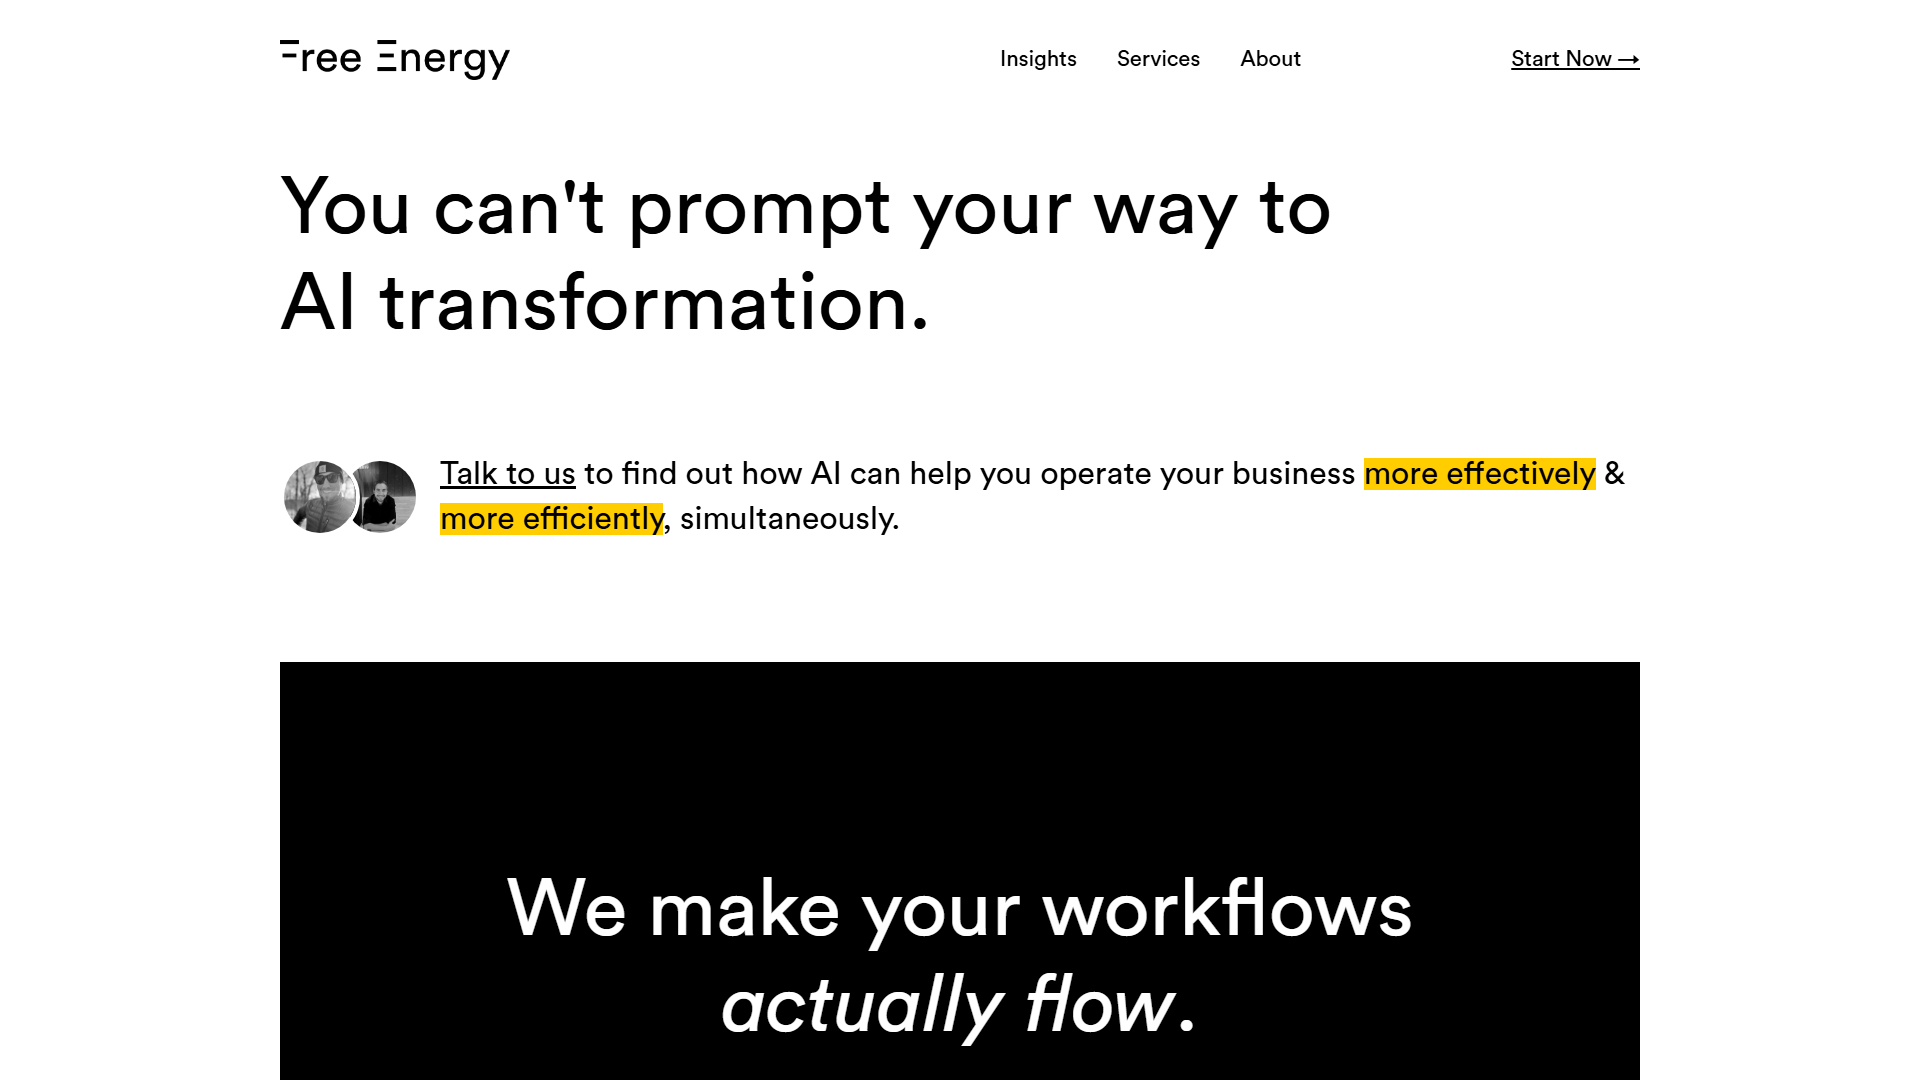 Free Energy
Insights
Services
About
Start Now →
You can't prompt your way to
AI transformation.
Talk to us to find out how AI can help you operate your business more effectively &
more efficiently, simultaneously.
We make your workflows
actually flow.